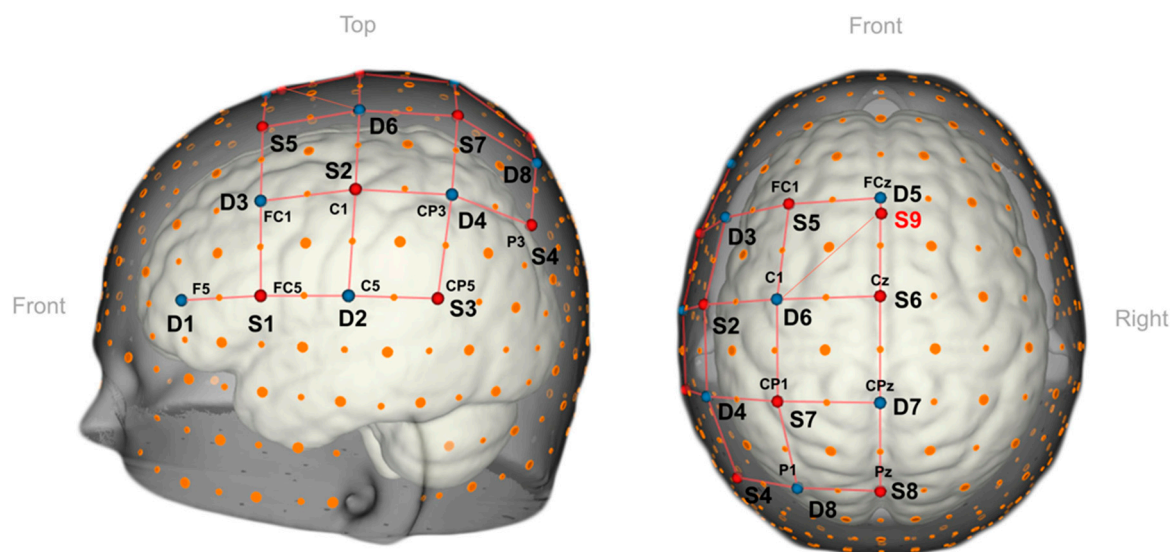 Top
S5
D6
S7
D8
S2
D3
FC1
C1
CP3
D4
P3
S4
F5
FC5
C5
CP5
D1
S1
D2
S3
Front
Front
FC1
FCz
D5
S5
S9
D3
C1
Cz
S2
D6
S6
CP1
CPz
D4
S7
D7
P1
Pz
S4
D8
S8
Right